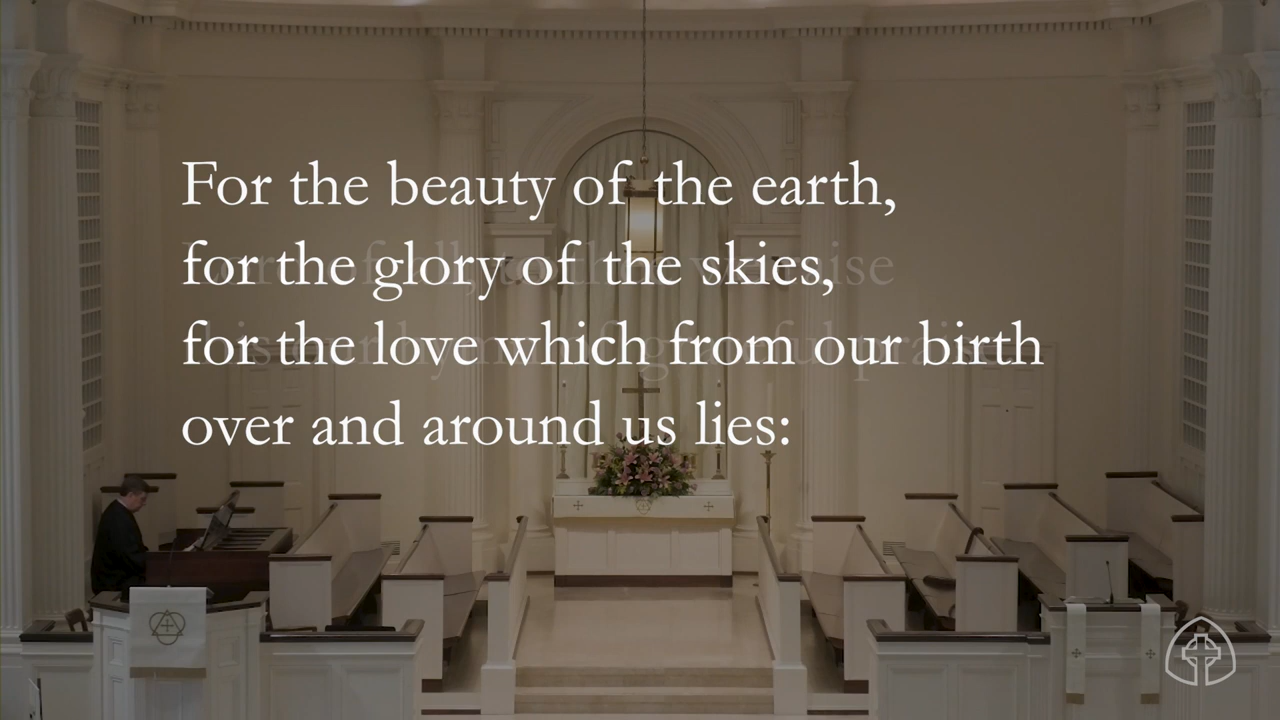 For the beauty of the earth,
for the glory of the skies,
for the love which from our birth
over and around us lies: